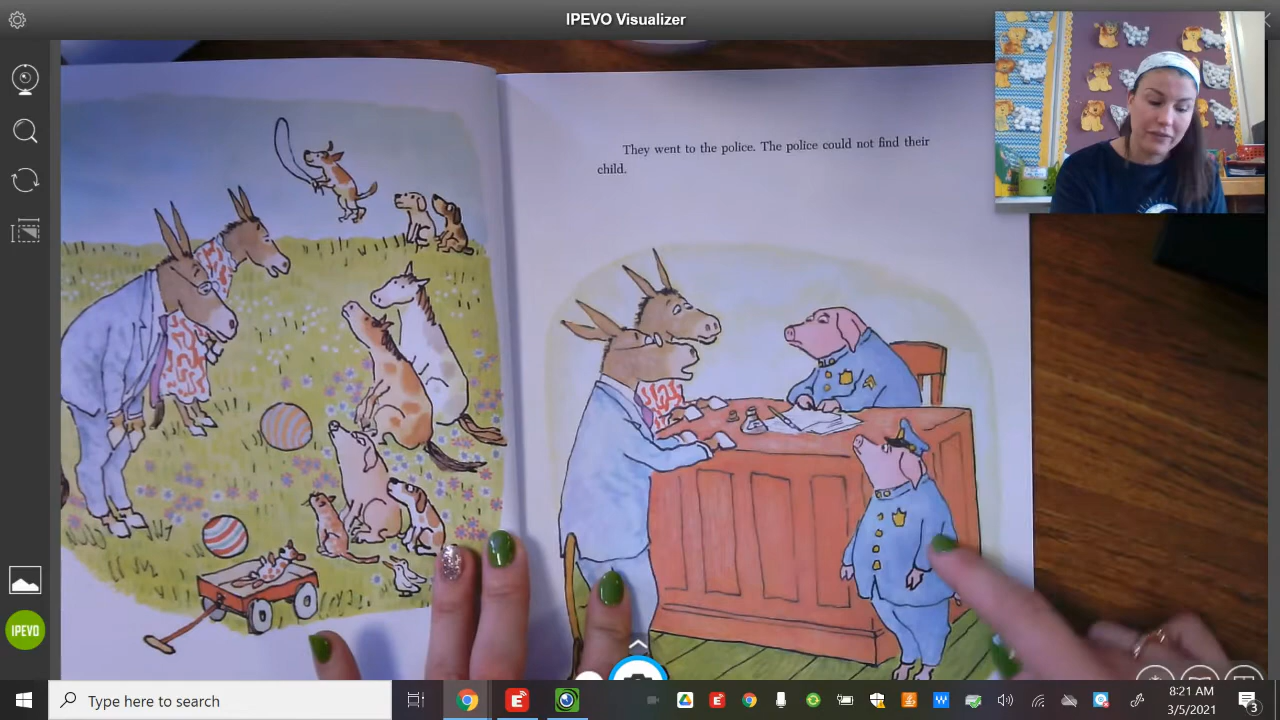 IPEVO Visualizer
They went to the police. The police could not find their
child.
IPEVO
Type here to search
8:21 AM
3/5/2021
3